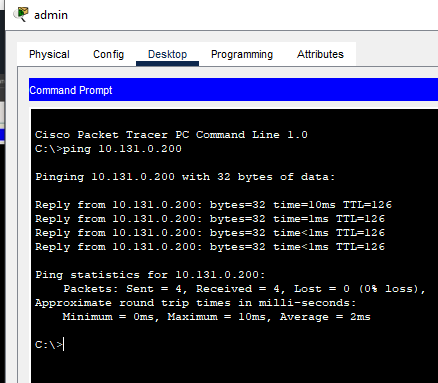 admin
Physical Config Desktop Programming Attributes
Command Prompt
Cisco Packet Tracer PC Command Line 1.0
C:\>ping 10.131.0.200
Pinging 10.131.0.200 with 32 bytes of data:
Reply from 10.131.0.200: bytes=32 time=10ms TTL=126
Reply from 10.131.0.200: bytes=32 time=1ms TTL=126
Reply from 10.131.0.200: bytes=32 time<1ms TTL=126
Reply from 10.131.0.200: bytes=32 time<1ms TTL=126
Ping statistics for 10.131.0.200:
Packets: Sent = 4, Received = 4, Lost = 0 (0% loss),
Approximate round trip times in milli-seconds:
Minimum = 0ms, Maximum = 10ms, Average = 2ms
C:\>